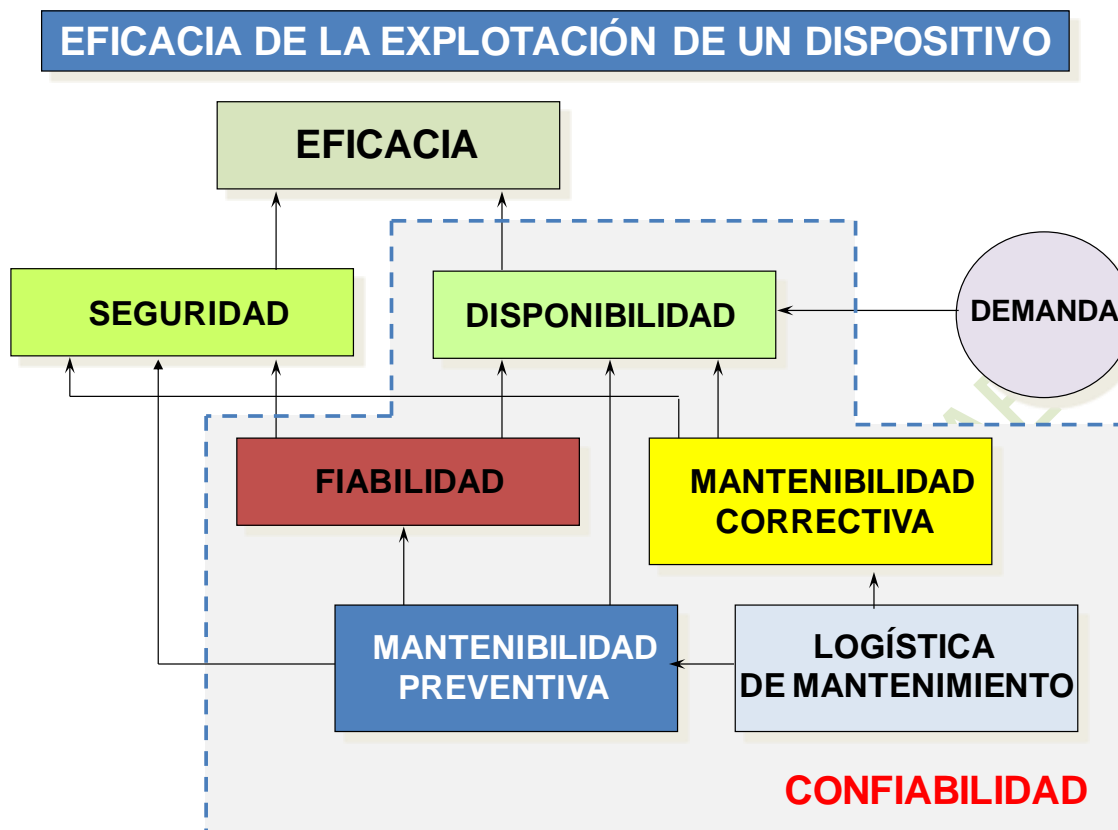 EFICACIA DE LA EXPLOTACIÓN DE UN DISPOSITIVO
EFICACIA
SEGURIDAD
DISPONIBILIDAD
DEMANDA
FIABILIDAD
MANTENIBILIDAD
CORRECTIVA
MANTENIBILIDAD
PREVENTIVA
LOGÍSTICA
DE MANTENIMIENTO
CONFIABILIDAD